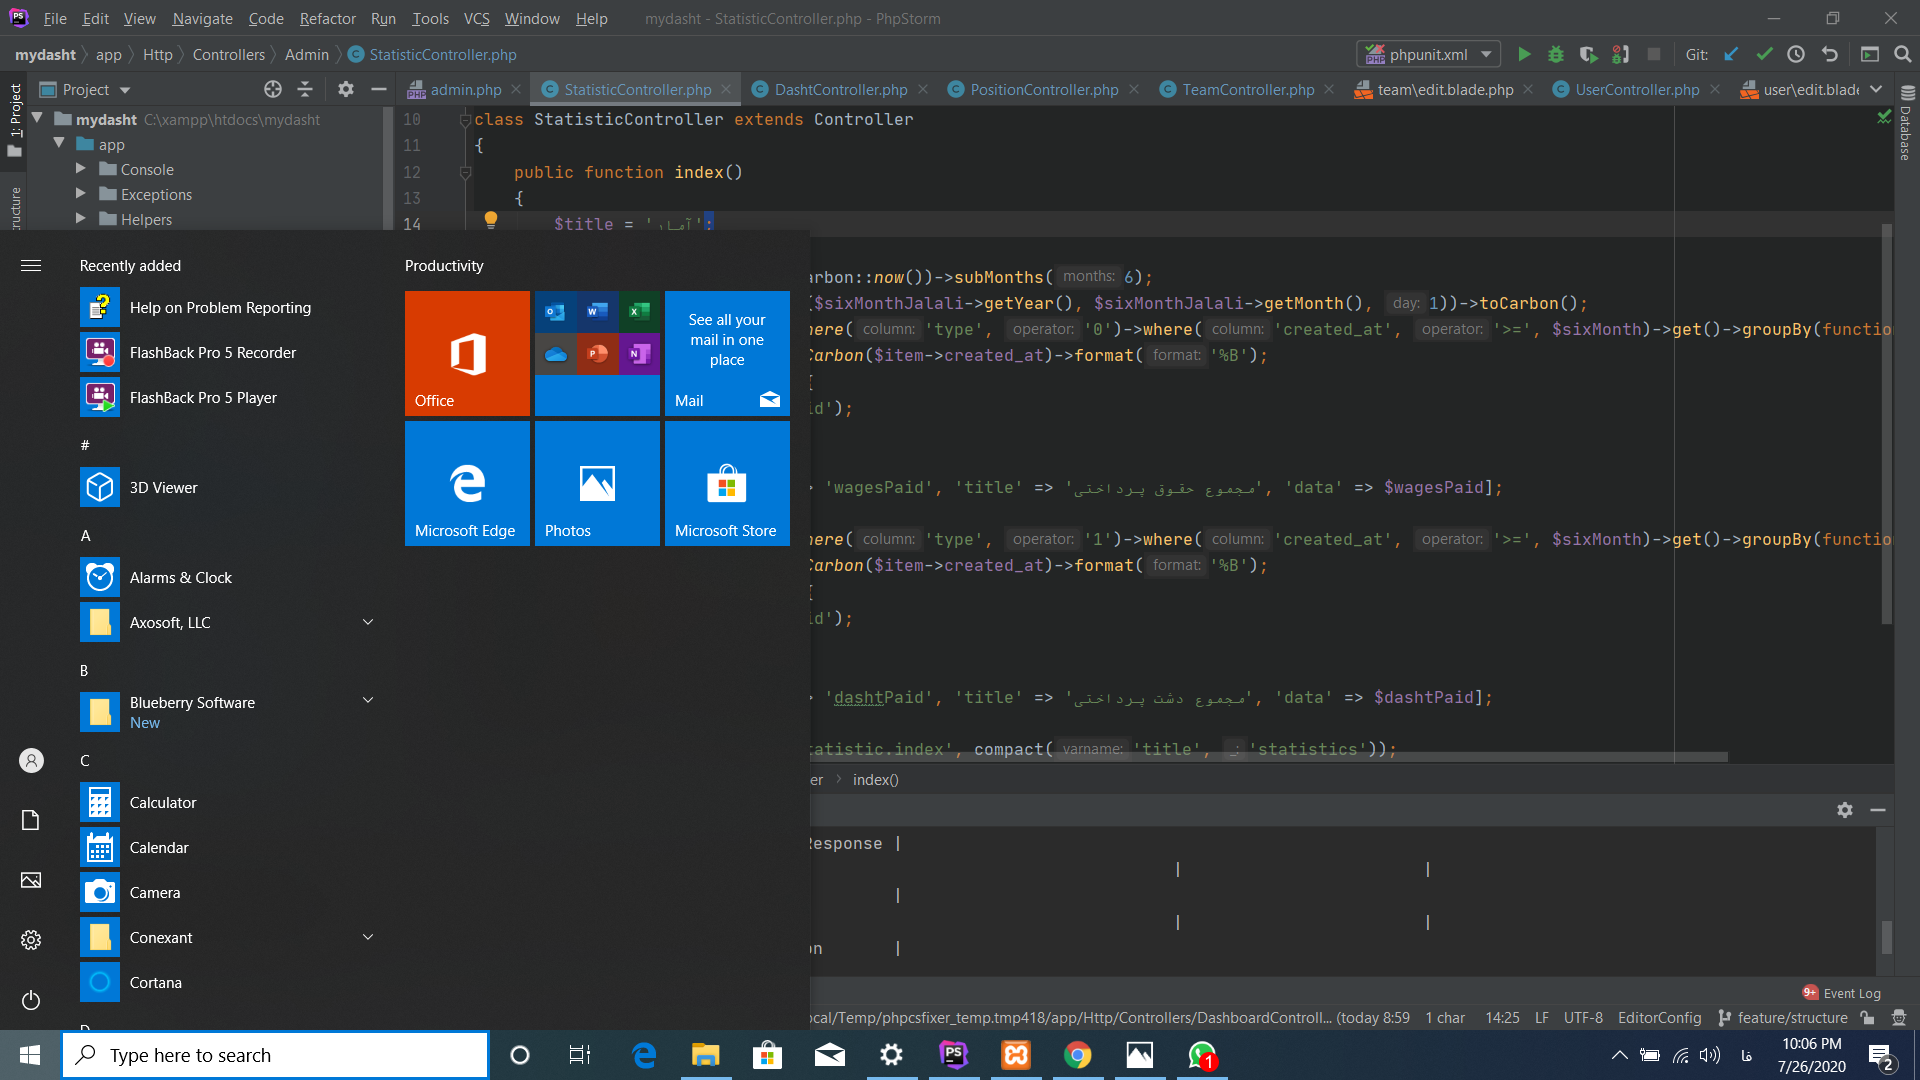 File Edit View Navigate Code Refactor Run Tools VCS Window Help mydasht - StatisticController.php - PhpStorm
mydasht app Http Controllers Admin StatisticController.php phpunit.xml Git:
Project admin.php StatisticController.php DashtController.php PositionController.php TeamController.php team\edit.blade.php UserController.php user\edit.blade
1: Project
Database
mydasht C:\xampp\htdocs\mydasht
app
Console
Exceptions
Helpers
10 class StatisticController extends Controller
11 {
12 public function index()
13 {
14 $title = 'آمار';
arbon::now())->subMonths( months: 6);
($sixMonthJalali->getYear(), $sixMonthJalali->getMonth(), day: 1))->toCarbon();
here( column: 'type', operator: '0')->where( column: 'created_at', operator: '>=', $sixMonth)->get()->groupBy(function
Carbon($item->created_at)->format( format: '%B');
{
id');
> 'wagesPaid', 'title' => 'مجموع حقوق پرداختی', 'data' => $wagesPaid];
here( column: 'type', operator: '1')->where( column: 'created_at', operator: '>=', $sixMonth)->get()->groupBy(function
Carbon($item->created_at)->format( format: '%B');
{
id');
> 'dashtPaid', 'title' => 'مجموع دشت پرداختی', 'data' => $dashtPaid];
tatistic.index', compact( varname: 'title', _: 'statistics'));
er index()
Response |
| |
|
| |
on |
Event Log
ocal/Temp/phpcsfixer_temp.tmp418/app/Http/Controllers/DashboardControll... (today 8:59 1 char 14:25 LF UTF-8 EditorConfig feature/structure
Recently added
Help on Problem Reporting
FlashBack Pro 5 Recorder
FlashBack Pro 5 Player
#
3D Viewer
A
Alarms & Clock
Axosoft, LLC
B
Blueberry Software
New
C
Calculator
Calendar
Camera
Conexant
Cortana
Productivity
Office
See all your
mail in one
place
Mail
Microsoft Edge
Photos
Microsoft Store
Type here to search
فا
10:06 PM
7/26/2020
2
1
9+